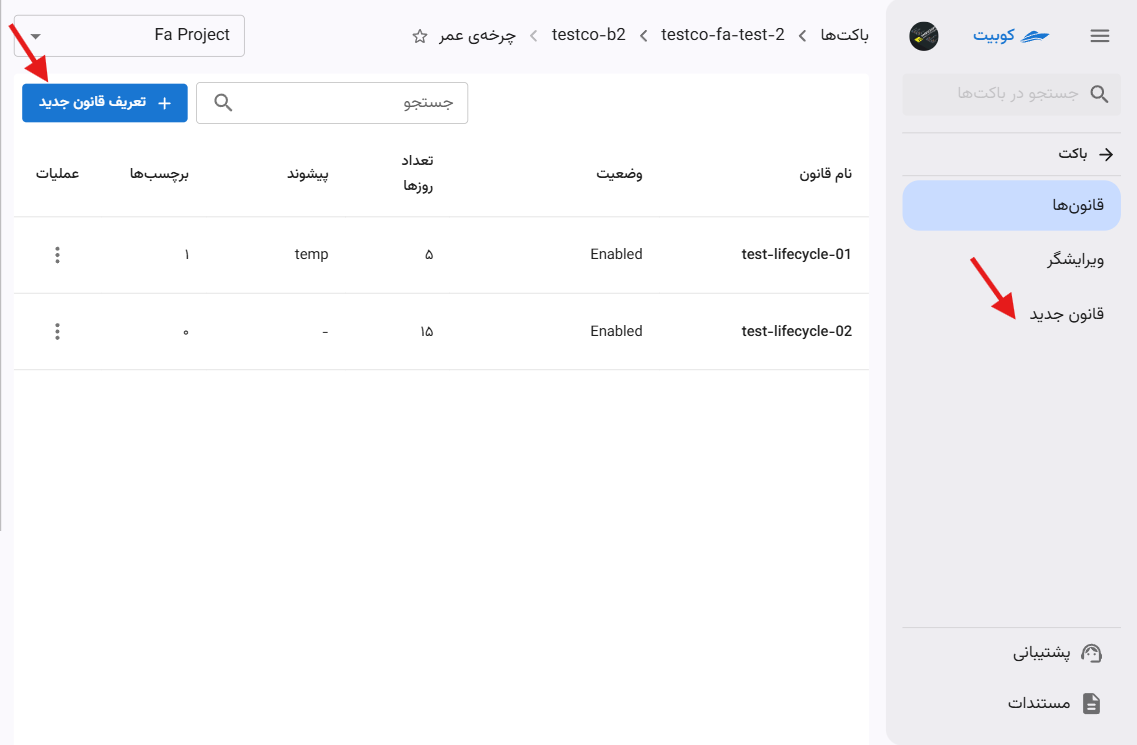 کوبیت
جستجو در باکت‌ها
باکت
قانون‌ها
ویرایشگر
قانون جدید
پشتیبانی
مستندات
باکت‌ها > testco-fa-test-2 > testco-b2 > چرخه‌ی عمر
Fa Project
جستجو
+ تعریف قانون جدید
نام قانون وضعیت تعداد روزها پیشوند برچسب‌ها عملیات
test-lifecycle-01 Enabled ۵ temp ۱
test-lifecycle-02 Enabled ۱۵ - ۰